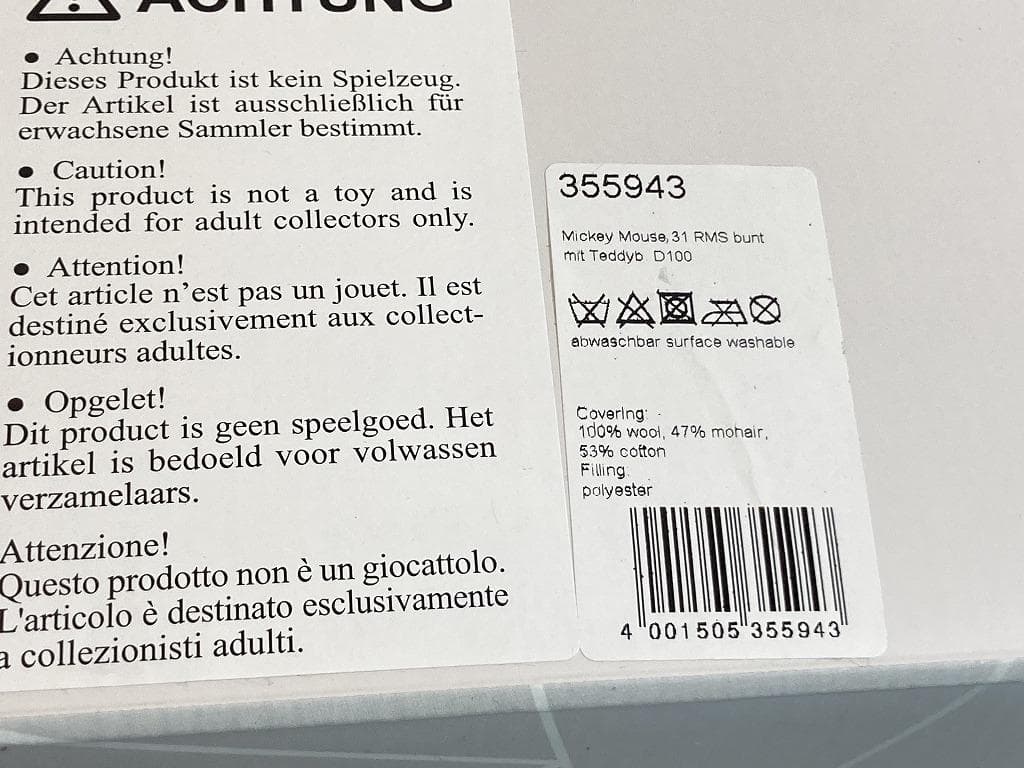 ACHTUNG
● Achtung!
Dieses Produkt ist kein Spielzeug.
Der Artikel ist ausschließlich für
erwachsene Sammler bestimmt.
● Caution!
This product is not a toy and is
intended for adult collectors only.
● Attention!
Cet article n’est pas un jouet. Il est
destiné exclusivement aux collect-
ionneurs adultes.
● Opgelet!
Dit product is geen speelgoed. Het
artikel is bedoeld voor volwassen
verzamelaars.
Attenzione!
Questo prodotto non è un giocattolo.
L'articolo è destinato esclusivamente
a collezionisti adulti.
355943
Mickey Mouse, 31 RMS bunt
mit Teddyb D100
abwaschbar surface washable
Covering:
100% wool, 47% mohair,
53% cotton
Filling:
polyester
4 001505 355943